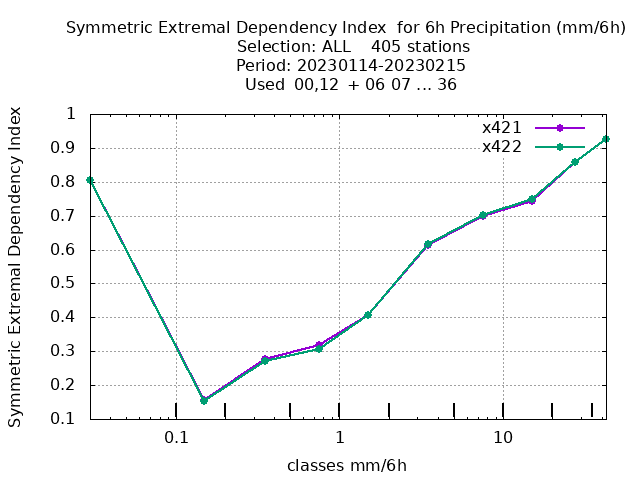 Symmetric Extremal Dependency Index  for 6h Precipitation (mm/6h)
Selection: ALL    405 stations
Period: 20230114-20230215
Used  00,12  + 06 07 ... 36
Symmetric Extremal Dependency Index
1
0.9
0.8
0.7
0.6
0.5
0.4
0.3
0.2
0.1
x421
x422
0.1 1 10
classes mm/6h